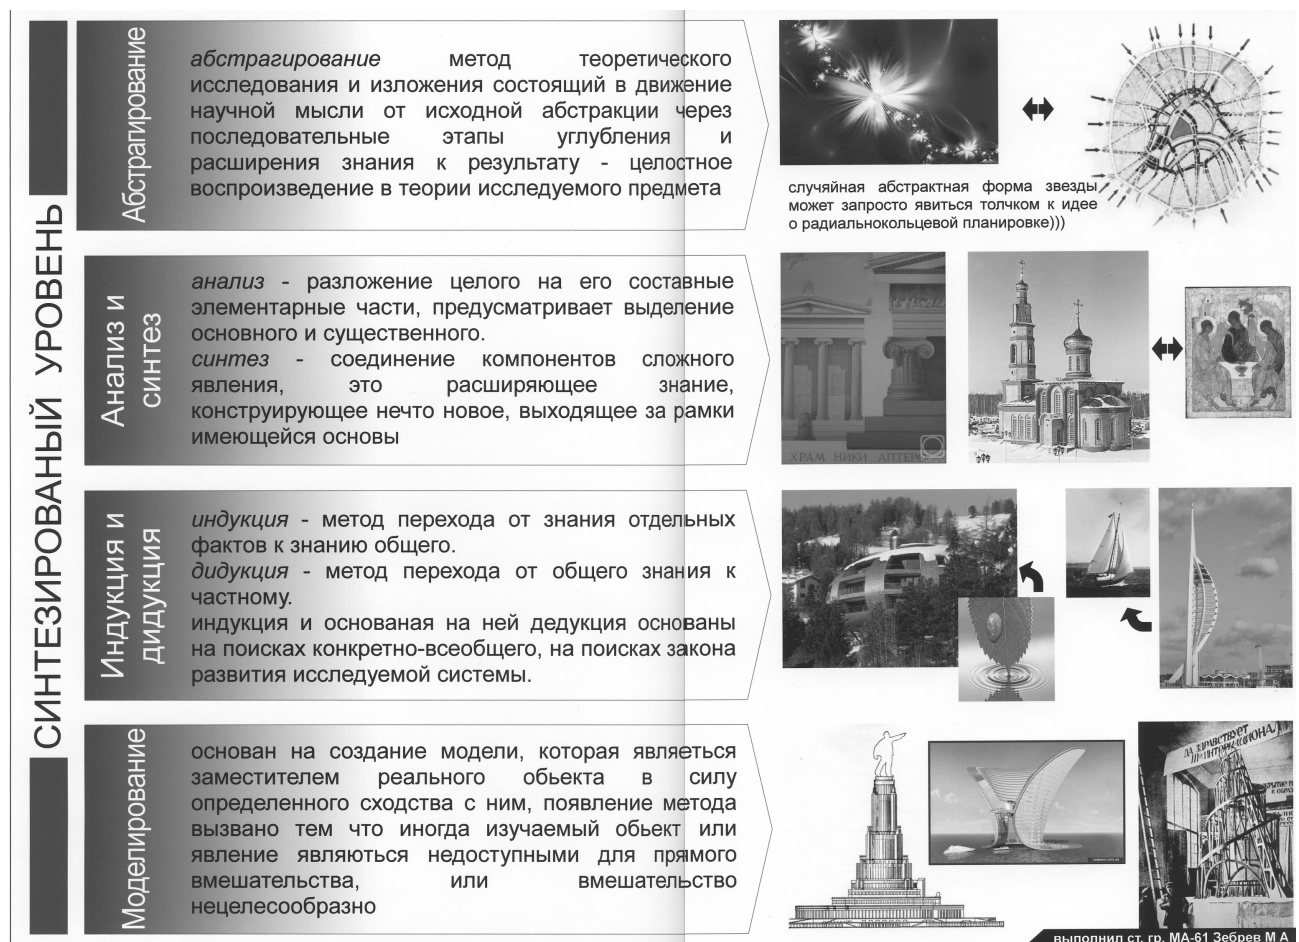 СИНТЕЗИРОВАНЫЙ УРОВЕНЬ
Абстрагирование
абстрагирование метод теоретического
исследования и изложения состоящий в движение
научной мысли от исходной абстракции через
последовательные этапы углубления и
расширения знания к результату - целостное
воспроизведение в теории исследуемого предмета
случяйная абстрактная форма звезды
может запросто явиться толчком к идее
о радиальнокольцевой планировке)))
Анализ и
синтез
анализ - разложение целого на его составные
элементарные части, предусматривает выделение
основного и существенного.
синтез - соединение компонентов сложного
явления, это расширяющее знание,
конструирующее нечто новое, выходящее за рамки
имеющейся основы
ХРАМ НИКИ АПТЕРОС
Индукция и
дидукция
индукция - метод перехода от знания отдельных
фактов к знанию общего.
дидукция - метод перехода от общего знания к
частному.
индукция и основаная на ней дедукция основаны
на поисках конкретно-всеобщего, на поисках закона
развития исследуемой системы.
Моделирование
основан на создание модели, которая являеться
заместителем реального обьекта в силу
определенного сходства с ним, появление метода
вызвано тем что иногда изучаемый обьект или
явление являються недоступными для прямого
вмешательства, или вмешательство
нецелесообразно
ДА ЗДРАВСТВУЕТ
III-ий ИНТЕРНАЦИОНАЛ
выполнил ст. гр. МА-61 Зебрев М А